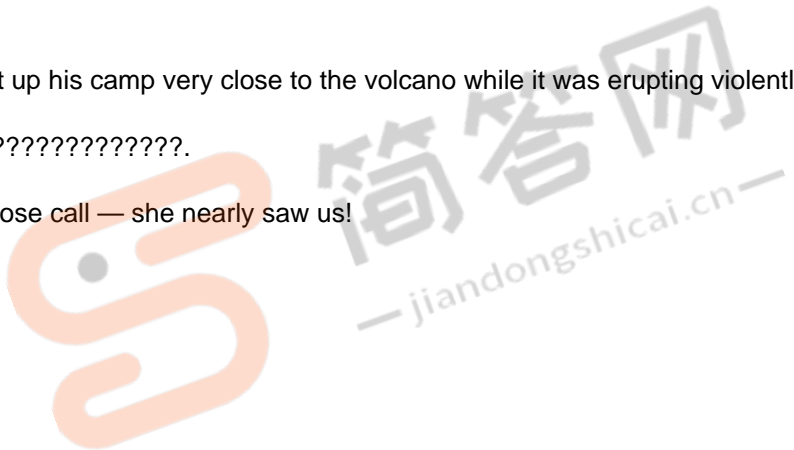 t up his camp very close to the volcano while it was erupting violentl
?????????????.
ose call — she nearly saw us!
简答网
— jiandongshicai.cn —